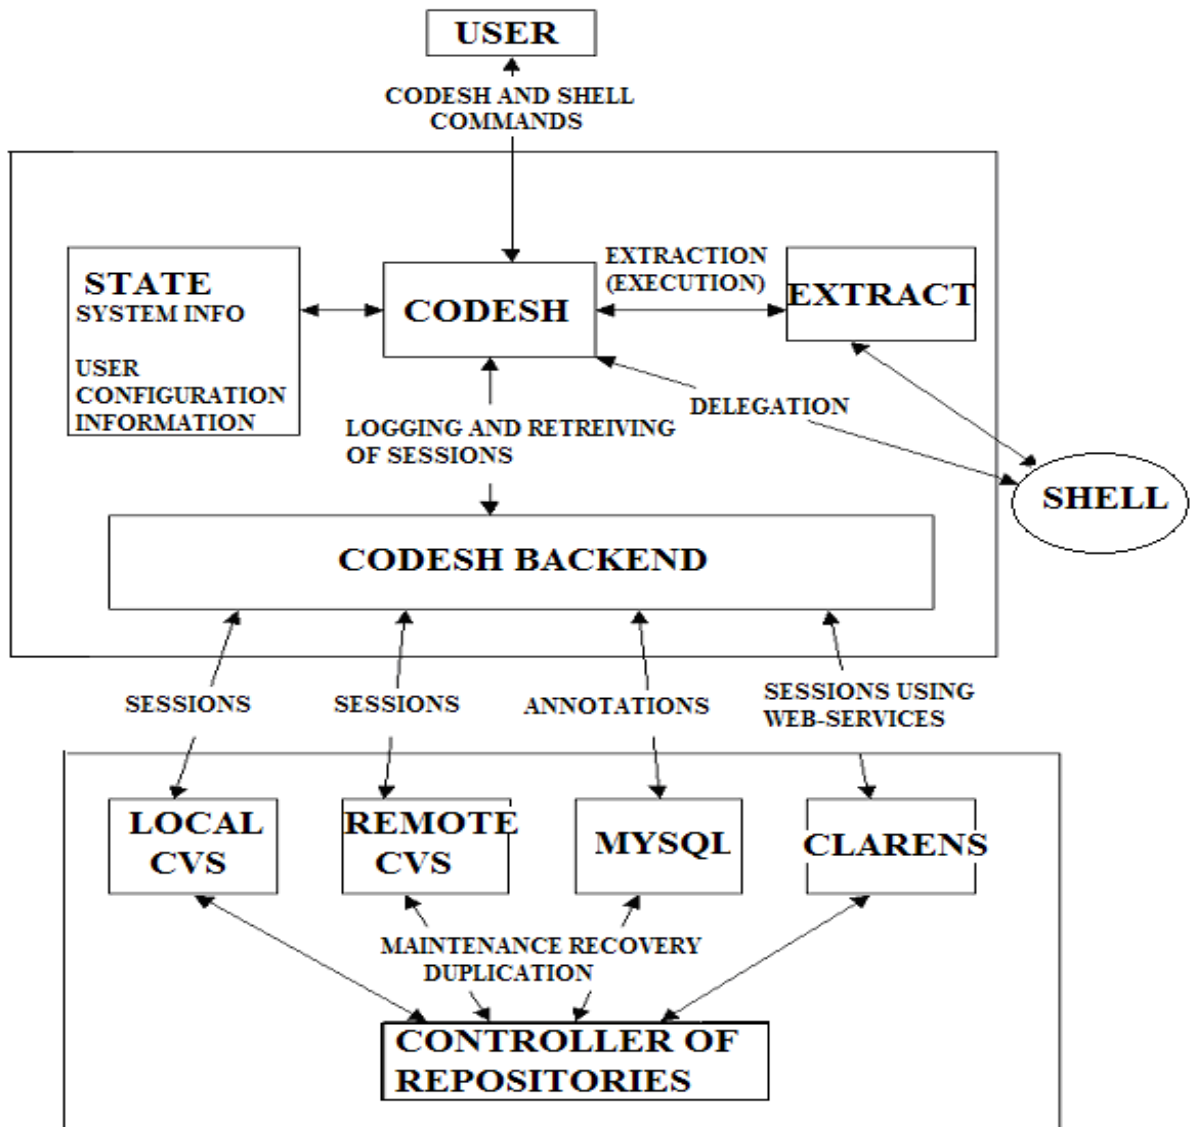 USER
CODESH AND SHELL
COMMANDS
STATE
SYSTEM INFO
USER
CONFIGURATION
INFORMATION
CODESH
EXTRACTION
(EXECUTION)
EXTRACT
DELEGATION
LOGGING AND RETREIVING
OF SESSIONS
SHELL
CODESH BACKEND
SESSIONS
SESSIONS
ANNOTATIONS
SESSIONS USING
WEB-SERVICES
LOCAL
CVS
REMOTE
CVS
MYSQL
CLARENS
MAINTENANCE RECOVERY
DUPLICATION
CONTROLLER OF
REPOSITORIES